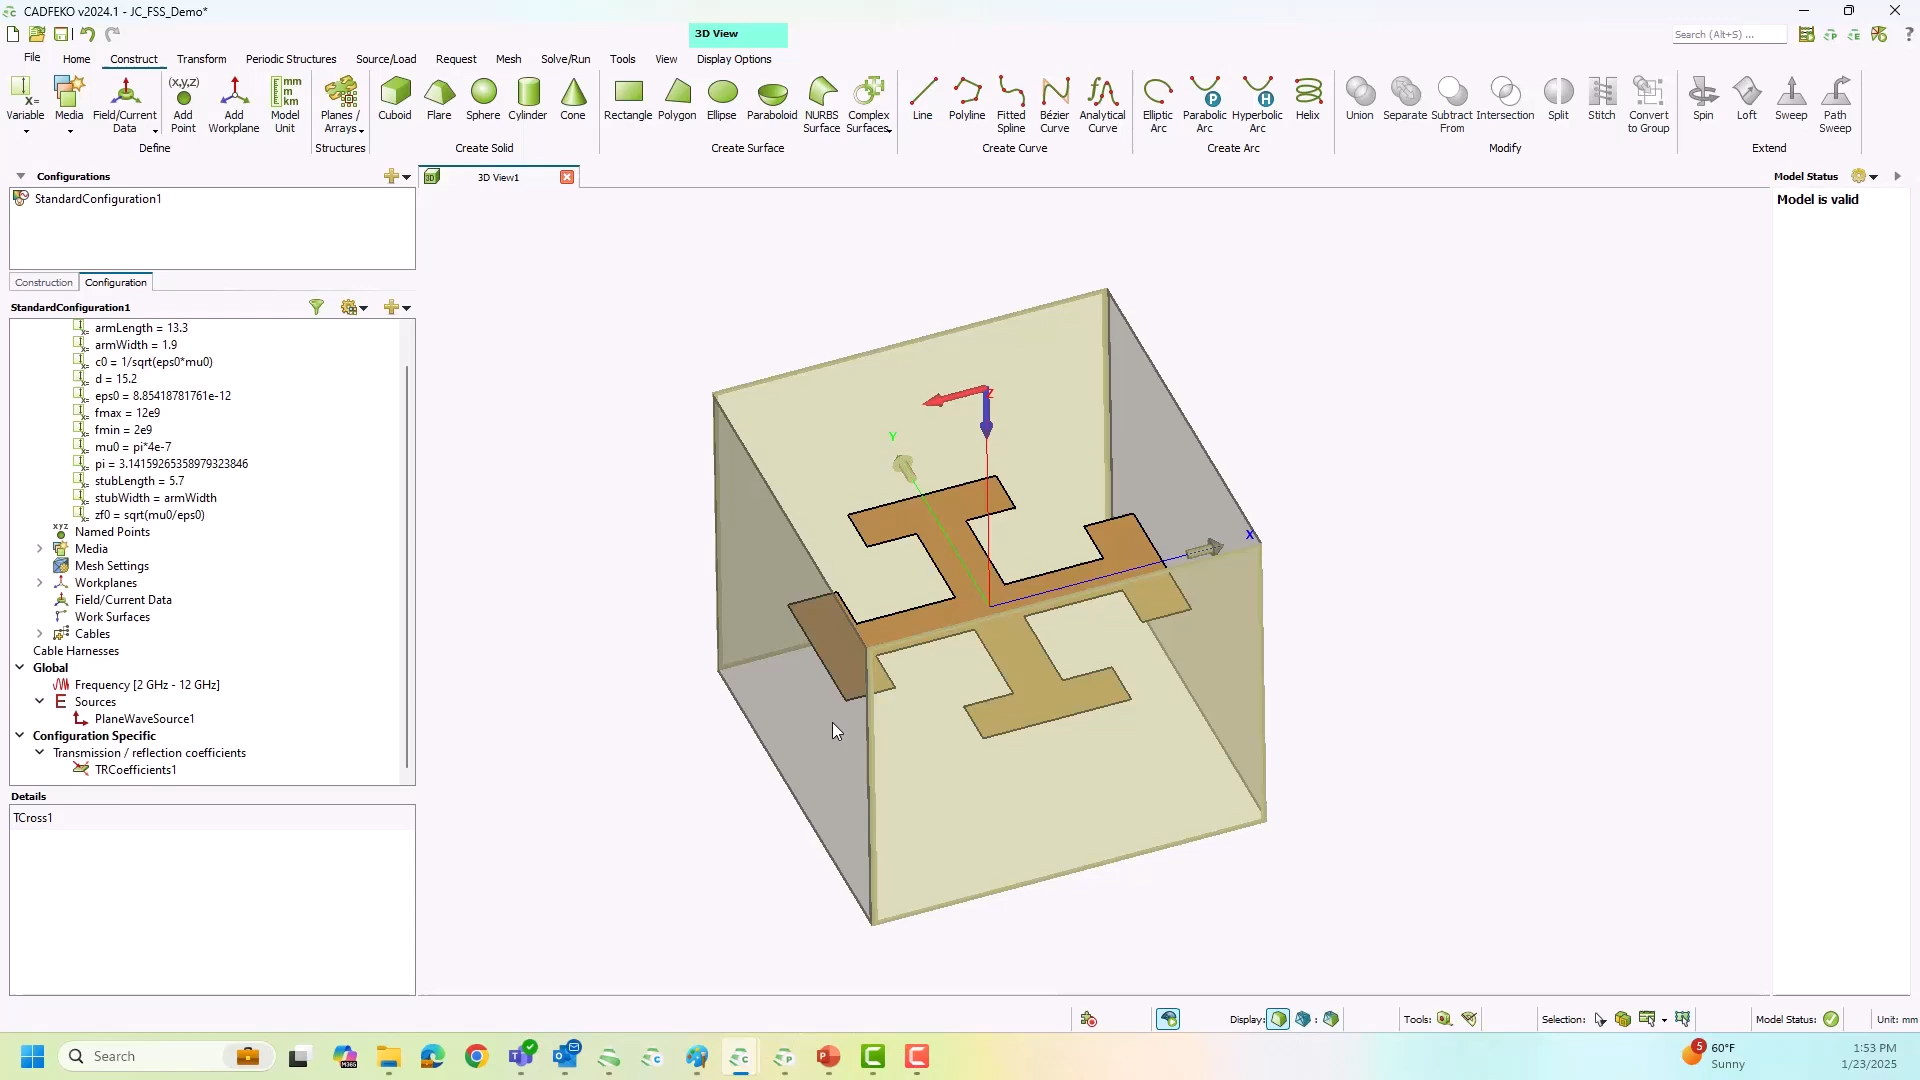 CADFEKO v2024.1 - JC_FSS_Demo*
3D View
Search (Alt+S) ...
File
Home
Construct
Transform
Periodic Structures
Source/Load
Request
Mesh
Solve/Run
Tools
View
Display Options
Variable
Media
Field/Current
Data
(x,y,z)
Add
Point
Add
Workplane
mm
m
km
Model
Unit
Planes /
Arrays
Cuboid
Flare
Sphere
Cylinder
Cone
Rectangle
Polygon
Ellipse
Paraboloid
NURBS
Surface
Complex
Surfaces
Line
Polyline
Fitted
Spline
Bézier
Curve
Analytical
Curve
Elliptic
Arc
Parabolic
Arc
Hyperbolic
Arc
Helix
Union
Separate
Subtract
From
Intersection
Split
Stitch
Convert
to Group
Spin
Loft
Sweep
Path
Sweep
Define
Structures
Create Solid
Create Surface
Create Curve
Create Arc
Modify
Extend
Configurations
StandardConfiguration1
Construction
Configuration
StandardConfiguration1
armLength = 13.3
armWidth = 1.9
c0 = 1/sqrt(eps0*mu0)
d = 15.2
eps0 = 8.85418781761e-12
fmax = 12e9
fmin = 2e9
mu0 = pi*4e-7
pi = 3.14159265358979323846
stubLength = 5.7
stubWidth = armWidth
zf0 = sqrt(mu0/eps0)
Named Points
Media
Mesh Settings
Workplanes
Field/Current Data
Work Surfaces
Cables
Cable Harnesses
Global
Frequency [2 GHz - 12 GHz]
Sources
PlaneWaveSource1
Configuration Specific
Transmission / reflection coefficients
TRCoefficients1
Details
TCross1
3D View1
Z
Y
X
Model Status
Model is valid
Display:
Tools:
Selection:
Model Status:
Unit: mm
Search
5
60°F
Sunny
1:53 PM
1/23/2025